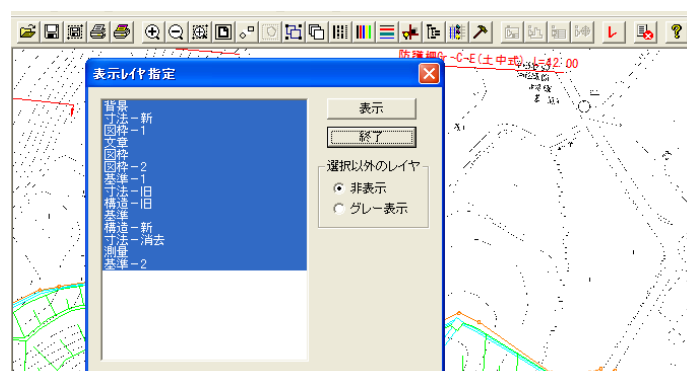 防護柵Gr-C-E(土中式) L=42.00
表示ﾚｲﾔ指定
背景
寸法－新
図枠－1
文章
図枠
図枠－2
基準－1
寸法－旧
構造－旧
基準
構造－新
寸法－消去
測量
基準－2
表示
終了
選択以外のレイヤ
非表示
グレー表示